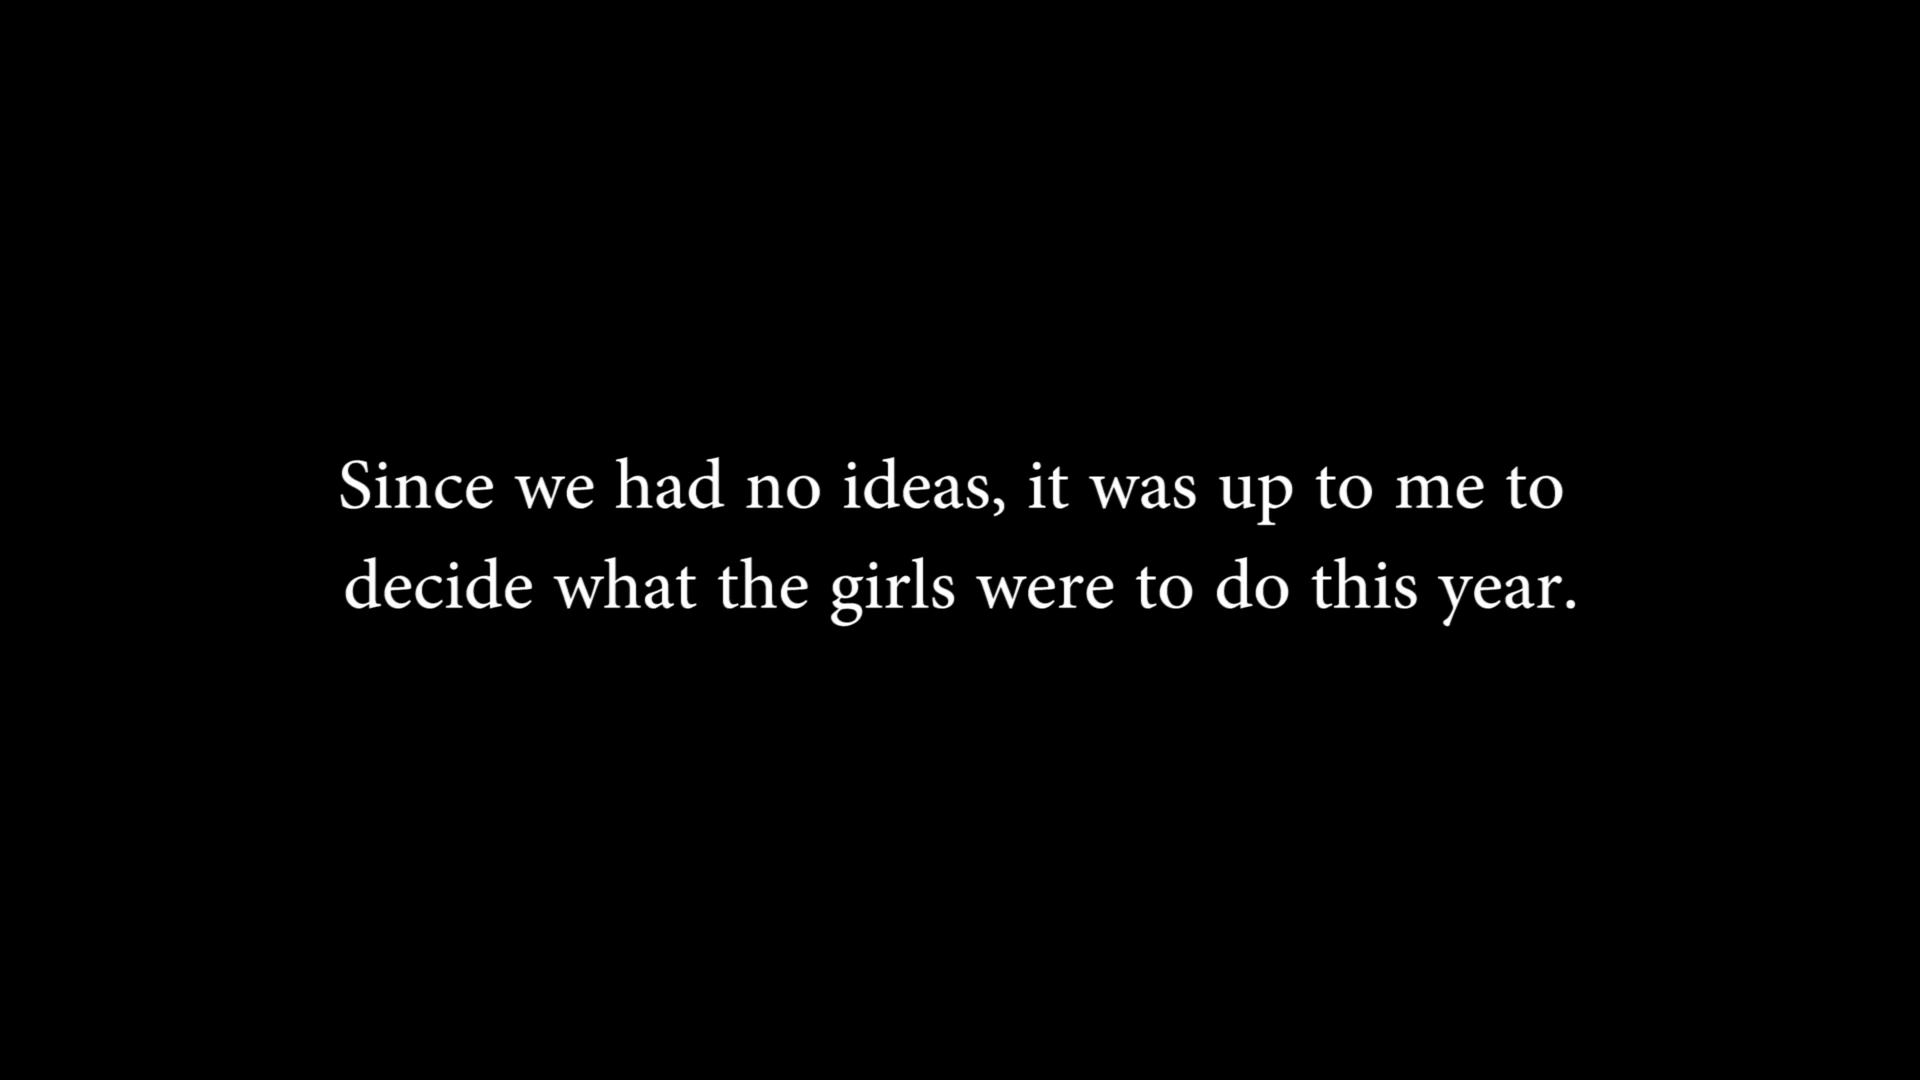 Since we had no ideas, it was up to me to
decide what the girls were to do this year.